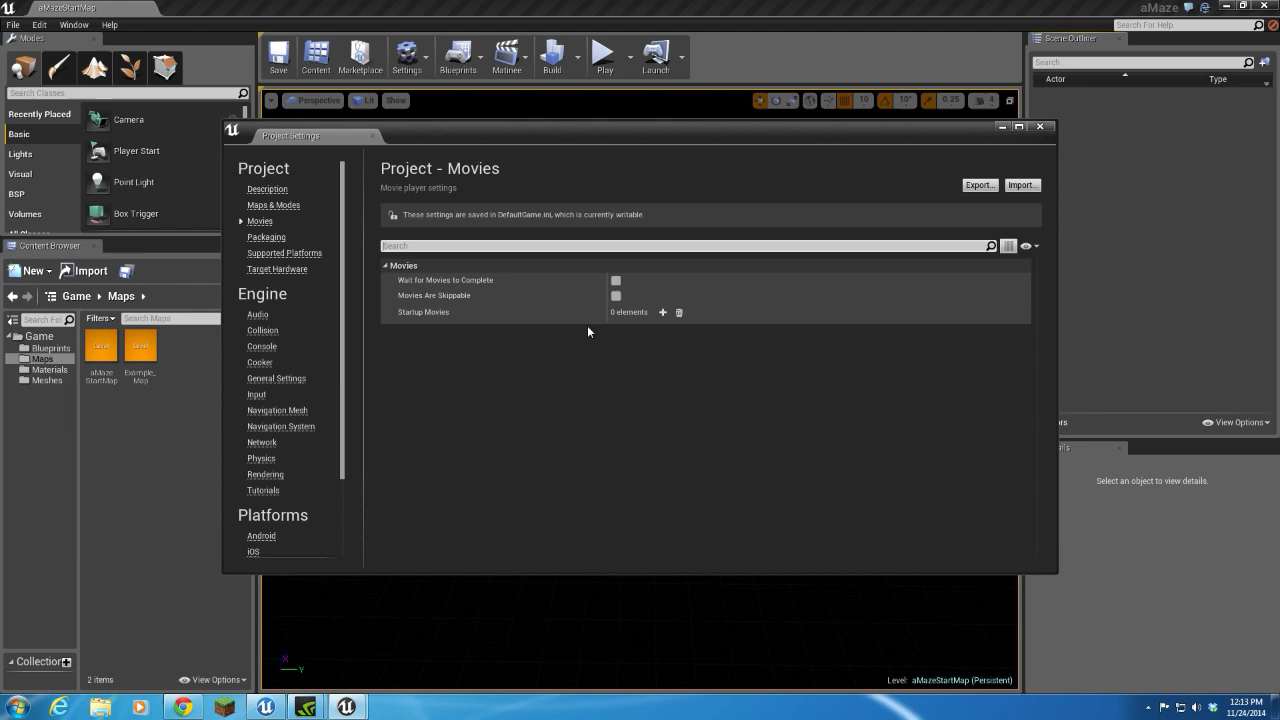 aMazeStartMap
aMaze
File Edit Window Help
Search For Help
Modes
Search Classes
Recently Placed
Basic
Lights
Visual
BSP
Volumes
Camera
Player Start
Point Light
Box Trigger
Save
Content
Marketplace
Settings
Blueprints
Matinee
Build
Play
Launch
Perspective
Lit
Show
10
10°
0.25
4
Scene Outliner
Search
Actor Type
View Options
Select an object to view details.
Content Browser
New Import
Game Maps
Filters Search Maps
Game
Blueprints
Maps
Materials
Meshes
aMaze
StartMap
Example_
Map
Collection
2 items
View Options
Project Settings
Project
Description
Maps & Modes
Movies
Packaging
Supported Platforms
Target Hardware
Engine
Audio
Collision
Console
Cooker
General Settings
Input
Navigation Mesh
Navigation System
Network
Physics
Rendering
Tutorials
Platforms
Android
iOS
Project - Movies
Movie player settings
Export... Import...
These settings are saved in DefaultGame.ini, which is currently writable.
Search
Movies
Wait for Movies to Complete
Movies Are Skippable
Startup Movies 0 elements
Level: aMazeStartMap (Persistent)
12:13 PM
11/24/2014